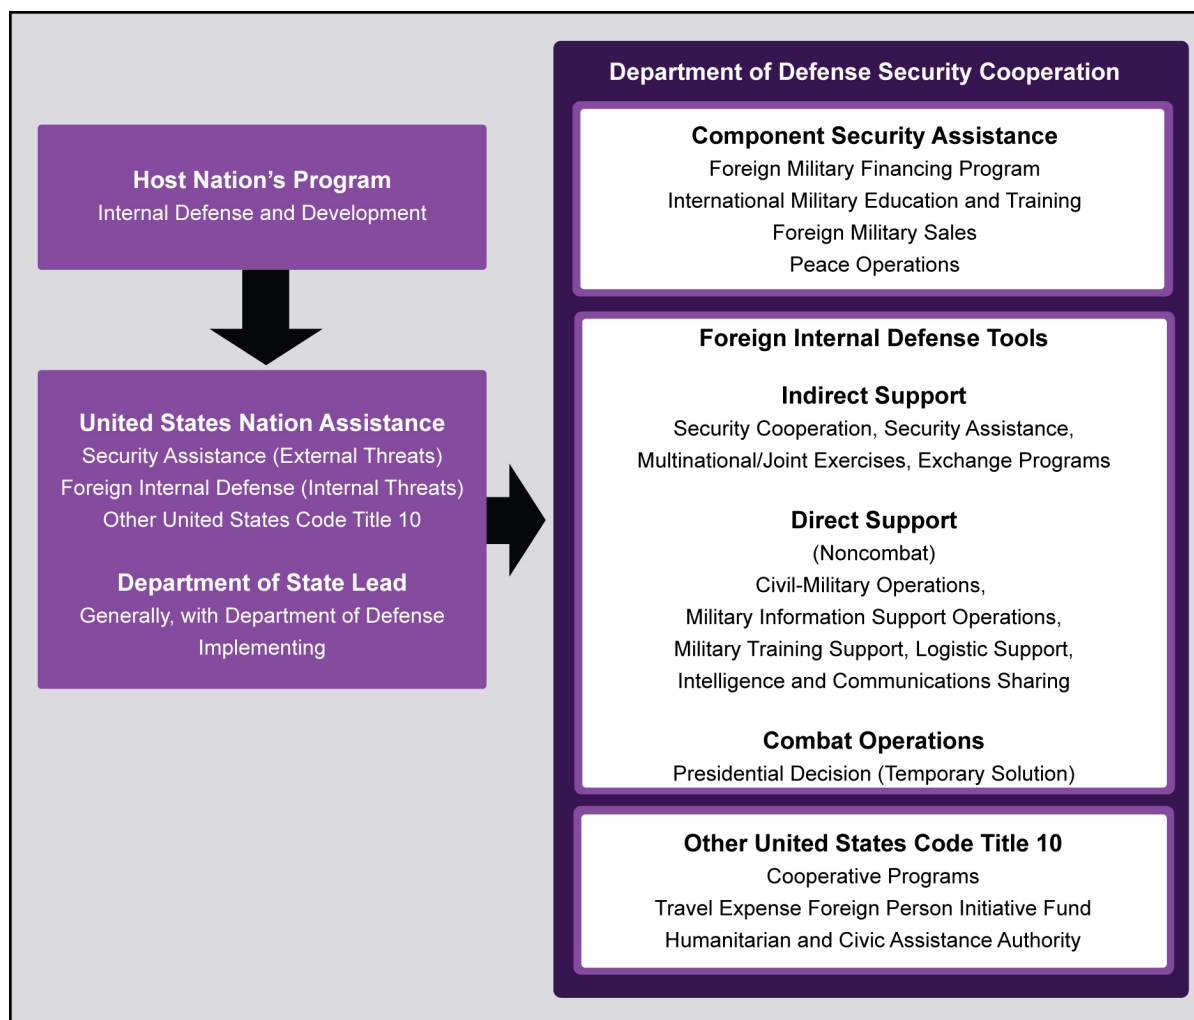 Host Nation’s Program
Internal Defense and Development
United States Nation Assistance
Security Assistance (External Threats)
Foreign Internal Defense (Internal Threats)
Other United States Code Title 10
Department of State Lead
Generally, with Department of Defense
Implementing
Department of Defense Security Cooperation
Component Security Assistance
Foreign Military Financing Program
International Military Education and Training
Foreign Military Sales
Peace Operations
Foreign Internal Defense Tools
Indirect Support
Security Cooperation, Security Assistance,
Multinational/Joint Exercises, Exchange Programs
Direct Support
(Noncombat)
Civil-Military Operations,
Military Information Support Operations,
Military Training Support, Logistic Support,
Intelligence and Communications Sharing
Combat Operations
Presidential Decision (Temporary Solution)
Other United States Code Title 10
Cooperative Programs
Travel Expense Foreign Person Initiative Fund
Humanitarian and Civic Assistance Authority